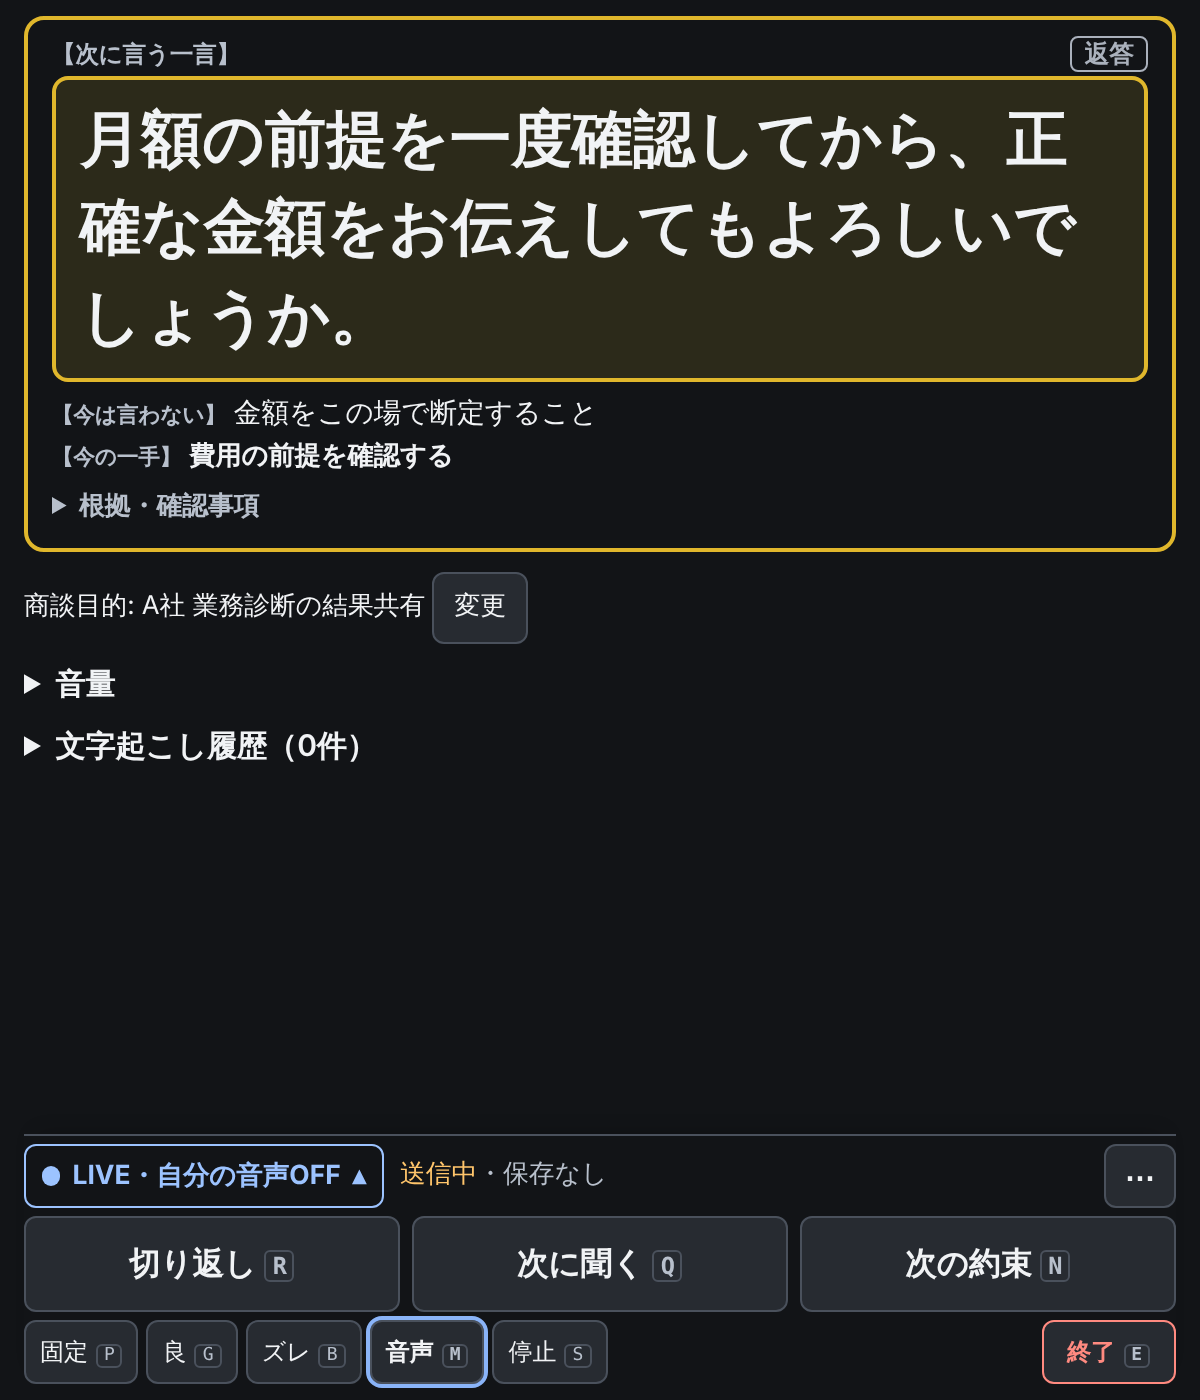 【次に言う一言】 返答
月額の前提を一度確認してから、正
確な金額をお伝えしてもよろしいで
しょうか。
【今は言わない】 金額をこの場で断定すること
【今の一手】 費用の前提を確認する
▶ 根拠・確認事項
商談目的: A社 業務診断の結果共有 変更
▶ 音量
▶ 文字起こし履歴（0件）
● LIVE・自分の音声OFF ▲ 送信中・保存なし …
切り返し R 次に聞く Q 次の約束 N
固定 P 良 G ズレ B 音声 M 停止 S 終了 E